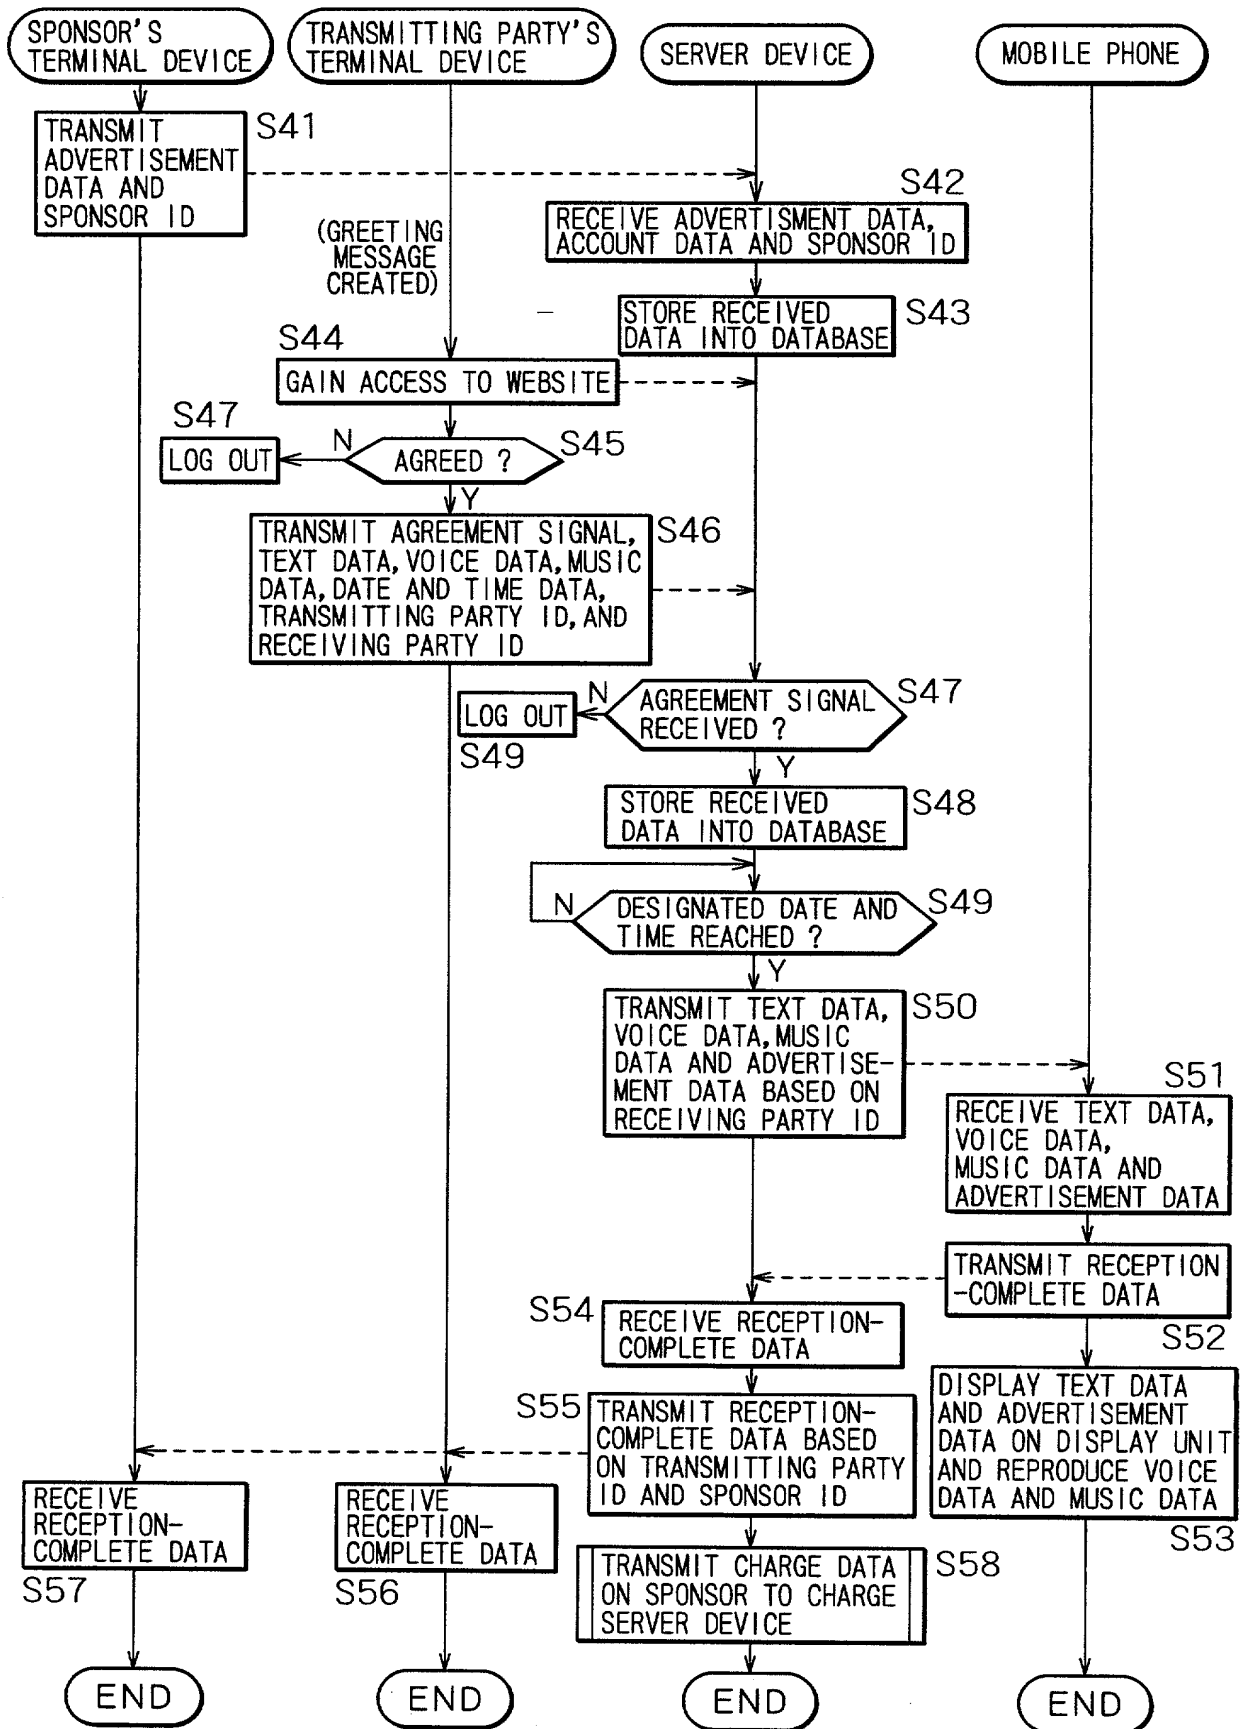 SPONSOR'S
TERMINAL DEVICE
TRANSMITTING PARTY'S
TERMINAL DEVICE
SERVER DEVICE
MOBILE PHONE
S41
TRANSMIT
ADVERTISEMENT
DATA AND
SPONSOR ID
S42
RECEIVE ADVERTISMENT DATA,
ACCOUNT DATA AND SPONSOR ID
(GREETING
MESSAGE
CREATED)
S43
STORE RECEIVED
DATA INTO DATABASE
S44
GAIN ACCESS TO WEBSITE
S47
LOG OUT
N
AGREED ?
S45
Y
TRANSMIT AGREEMENT SIGNAL,
TEXT DATA, VOICE DATA, MUSIC
DATA, DATE AND TIME DATA,
TRANSMITTING PARTY ID, AND
RECEIVING PARTY ID
S46
LOG OUT
S49
N
AGREEMENT SIGNAL
RECEIVED ?
S47
Y
STORE RECEIVED
DATA INTO DATABASE
S48
N
DESIGNATED DATE AND
TIME REACHED ?
S49
Y
TRANSMIT TEXT DATA,
VOICE DATA, MUSIC
DATA AND ADVERTISE-
MENT DATA BASED ON
RECEIVING PARTY ID
S50
S51
RECEIVE TEXT DATA,
VOICE DATA,
MUSIC DATA AND
ADVERTISEMENT DATA
TRANSMIT RECEPTION
-COMPLETE DATA
S52
S54
RECEIVE RECEPTION-
COMPLETE DATA
DISPLAY TEXT DATA
AND ADVERTISEMENT
DATA ON DISPLAY UNIT
AND REPRODUCE VOICE
DATA AND MUSIC DATA
S53
S55
TRANSMIT RECEPTION-
COMPLETE DATA BASED
ON TRANSMITTING PARTY
ID AND SPONSOR ID
RECEIVE
RECEPTION-
COMPLETE DATA
S57
RECEIVE
RECEPTION-
COMPLETE DATA
S56
TRANSMIT CHARGE DATA
ON SPONSOR TO CHARGE
SERVER DEVICE
S58
END
END
END
END